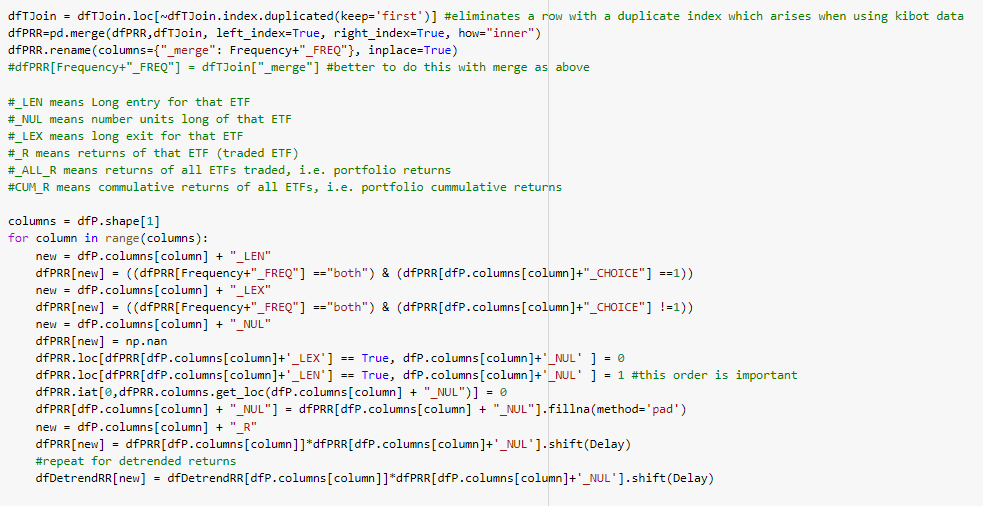 dfTJoin = dfTJoin.loc[~dfTJoin.index.duplicated(keep='first')] #eliminates a row with a duplicate index which arises when using kibot data
dfPRR=pd.merge(dfPRR,dfTJoin, left_index=True, right_index=True, how="inner")
dfPRR.rename(columns={"_merge": Frequency+"_FREQ"}, inplace=True)
#dfPRR[Frequency+"_FREQ"] = dfTJoin["_merge"] #better to do this with merge as above
#_LEN means Long entry for that ETF
#_NUL means number units long of that ETF
#_LEX means long exit for that ETF
#_R means returns of that ETF (traded ETF)
#_ALL_R means returns of all ETFs traded, i.e. portfolio returns
#CUM_R means commulative returns of all ETFs, i.e. portfolio cummulative returns
columns = dfP.shape[1]
for column in range(columns):
    new = dfP.columns[column] + "_LEN"
    dfPRR[new] = ((dfPRR[Frequency+"_FREQ"] =="both") & (dfPRR[dfP.columns[column]+"_CHOICE"] ==1))
    new = dfP.columns[column] + "_LEX"
    dfPRR[new] = ((dfPRR[Frequency+"_FREQ"] =="both") & (dfPRR[dfP.columns[column]+"_CHOICE"] !=1))
    new = dfP.columns[column] + "_NUL"
    dfPRR[new] = np.nan
    dfPRR.loc[dfPRR[dfP.columns[column]+'_LEX'] == True, dfP.columns[column]+'_NUL' ] = 0
    dfPRR.loc[dfPRR[dfP.columns[column]+'_LEN'] == True, dfP.columns[column]+'_NUL' ] = 1 #this order is important
    dfPRR.iat[0,dfPRR.columns.get_loc(dfP.columns[column] + "_NUL")] = 0
    dfPRR[dfP.columns[column] + "_NUL"] = dfPRR[dfP.columns[column] + "_NUL"].fillna(method='pad')
    new = dfP.columns[column] + "_R"
    dfPRR[new] = dfPRR[dfP.columns[column]]*dfPRR[dfP.columns[column]+'_NUL'].shift(Delay)
    #repeat for detrended returns
    dfDetrendRR[new] = dfDetrendRR[dfP.columns[column]]*dfPRR[dfP.columns[column]+'_NUL'].shift(Delay)